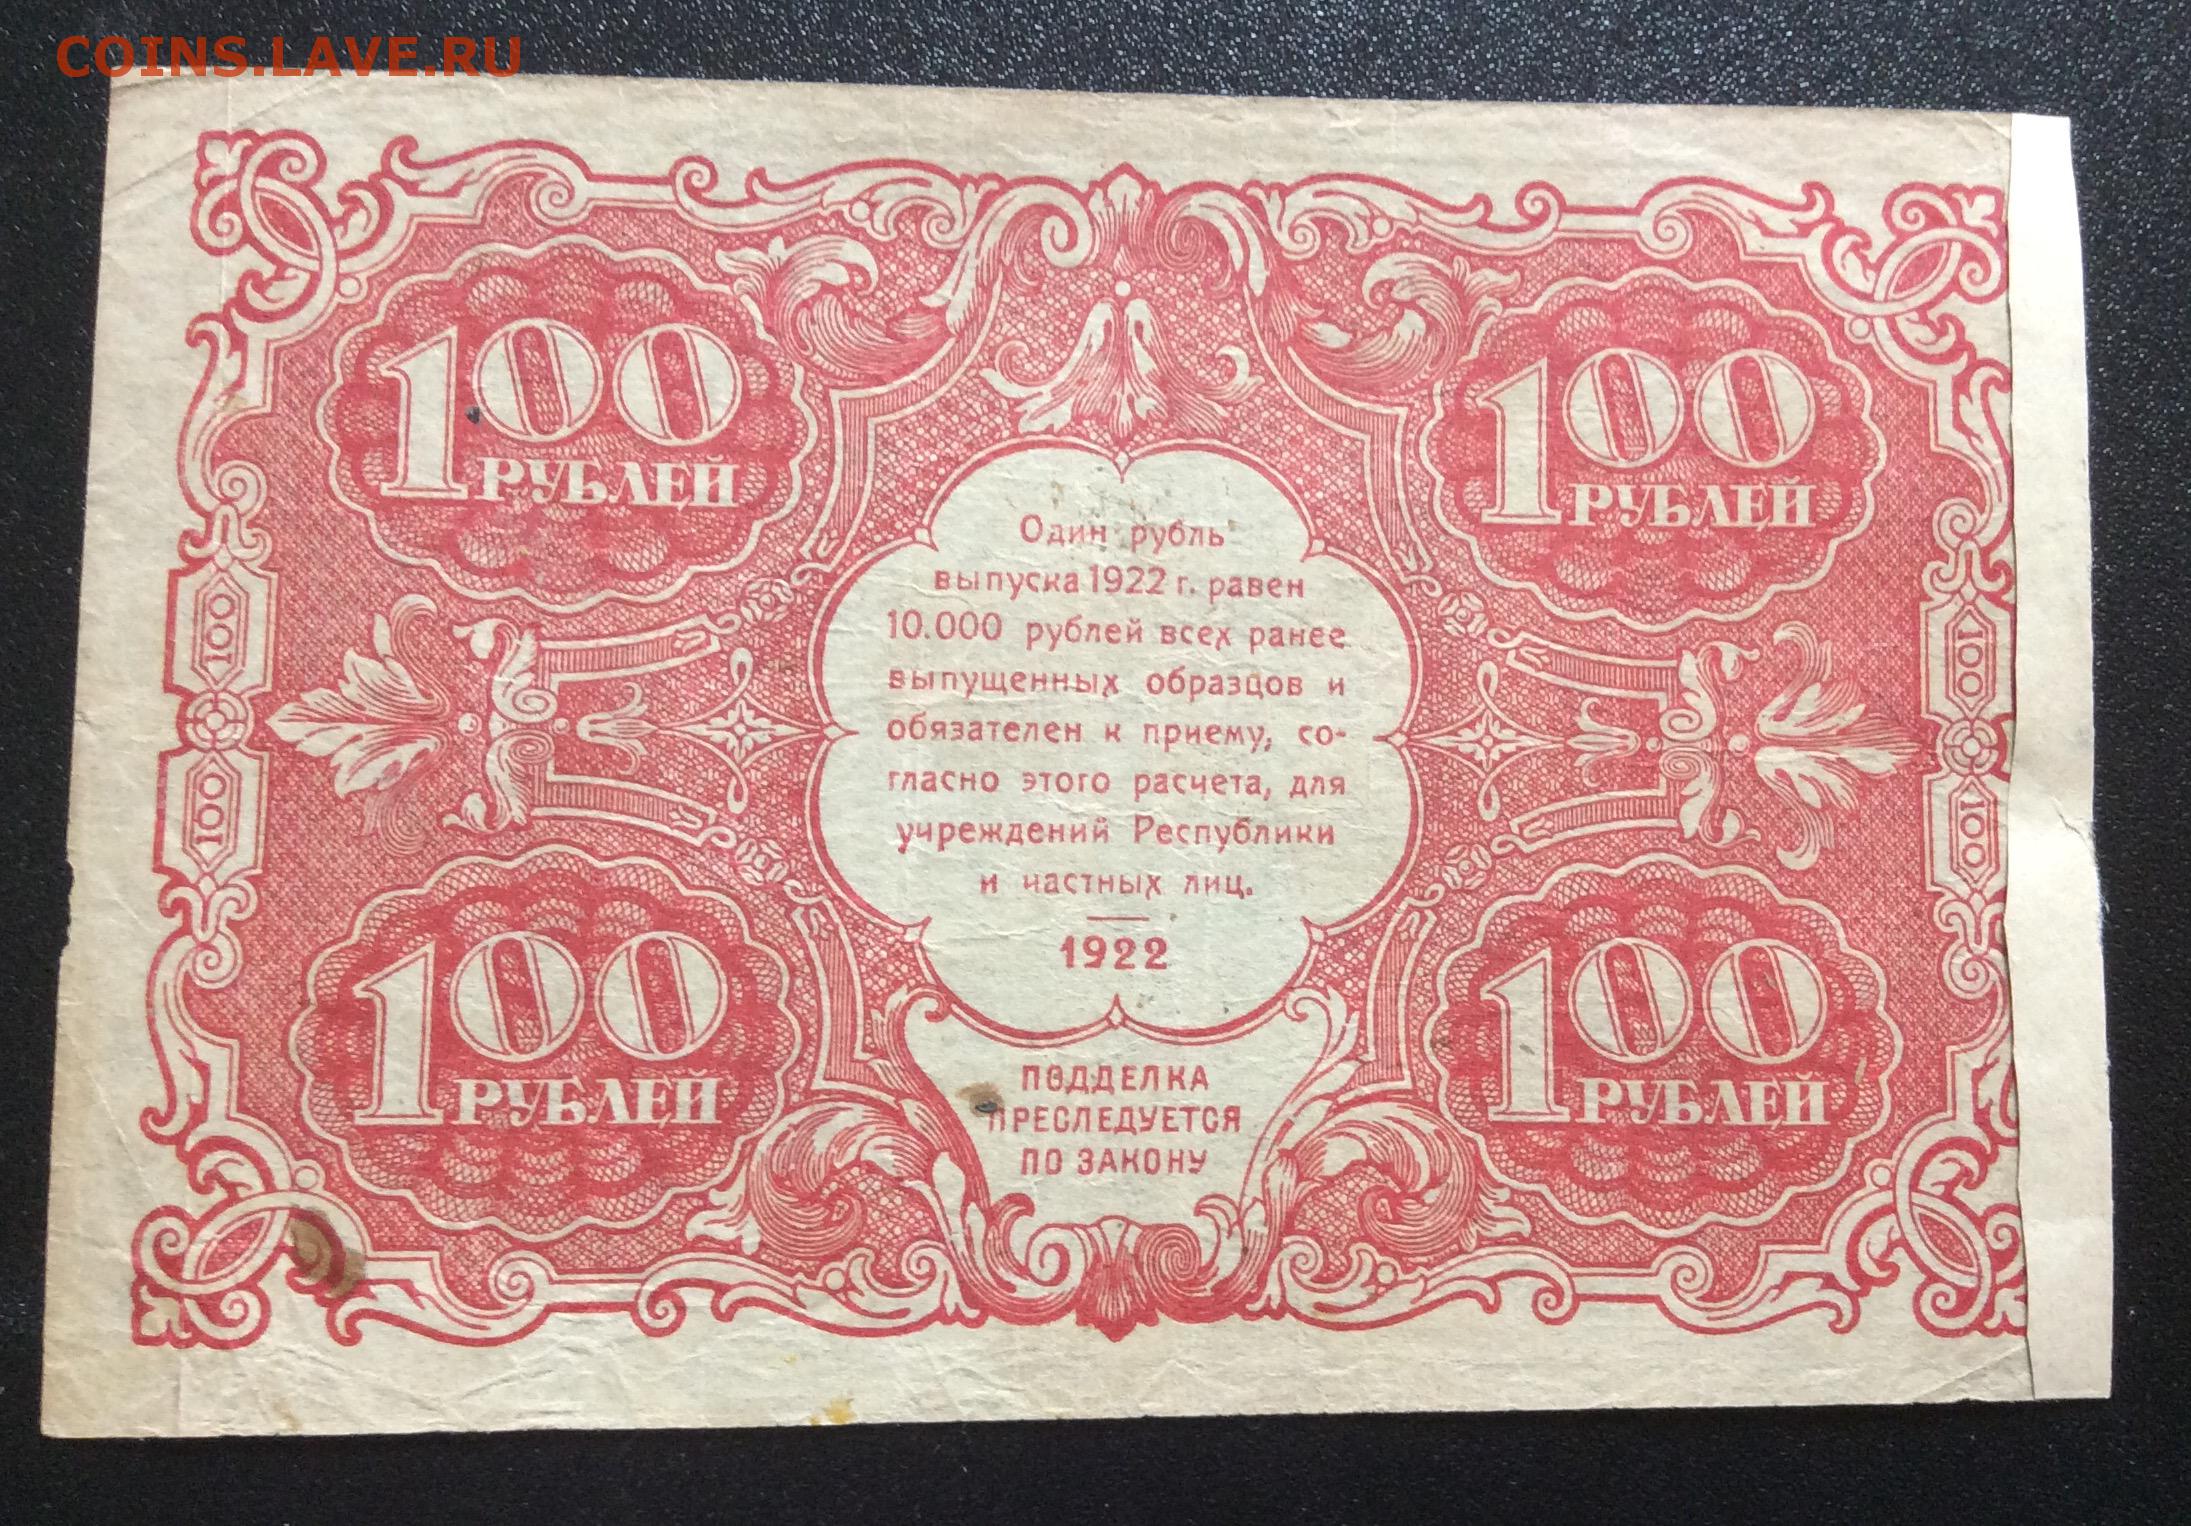 COINS.LAVE.RU
100
РУБЛЕЙ
100
РУБЛЕЙ
Один рубль
выпуска 1922 г. равен
10.000 рублей всех ранее
выпущенных образцов и
обязателен к приему, со-
гласно этого расчета, для
учреждений Республики
и частных лиц.
1922
100
100
100
100
100
РУБЛЕЙ
100
РУБЛЕЙ
ПОДДЕЛКА
ПРЕСЛЕДУЕТСЯ
ПО ЗАКОНУ